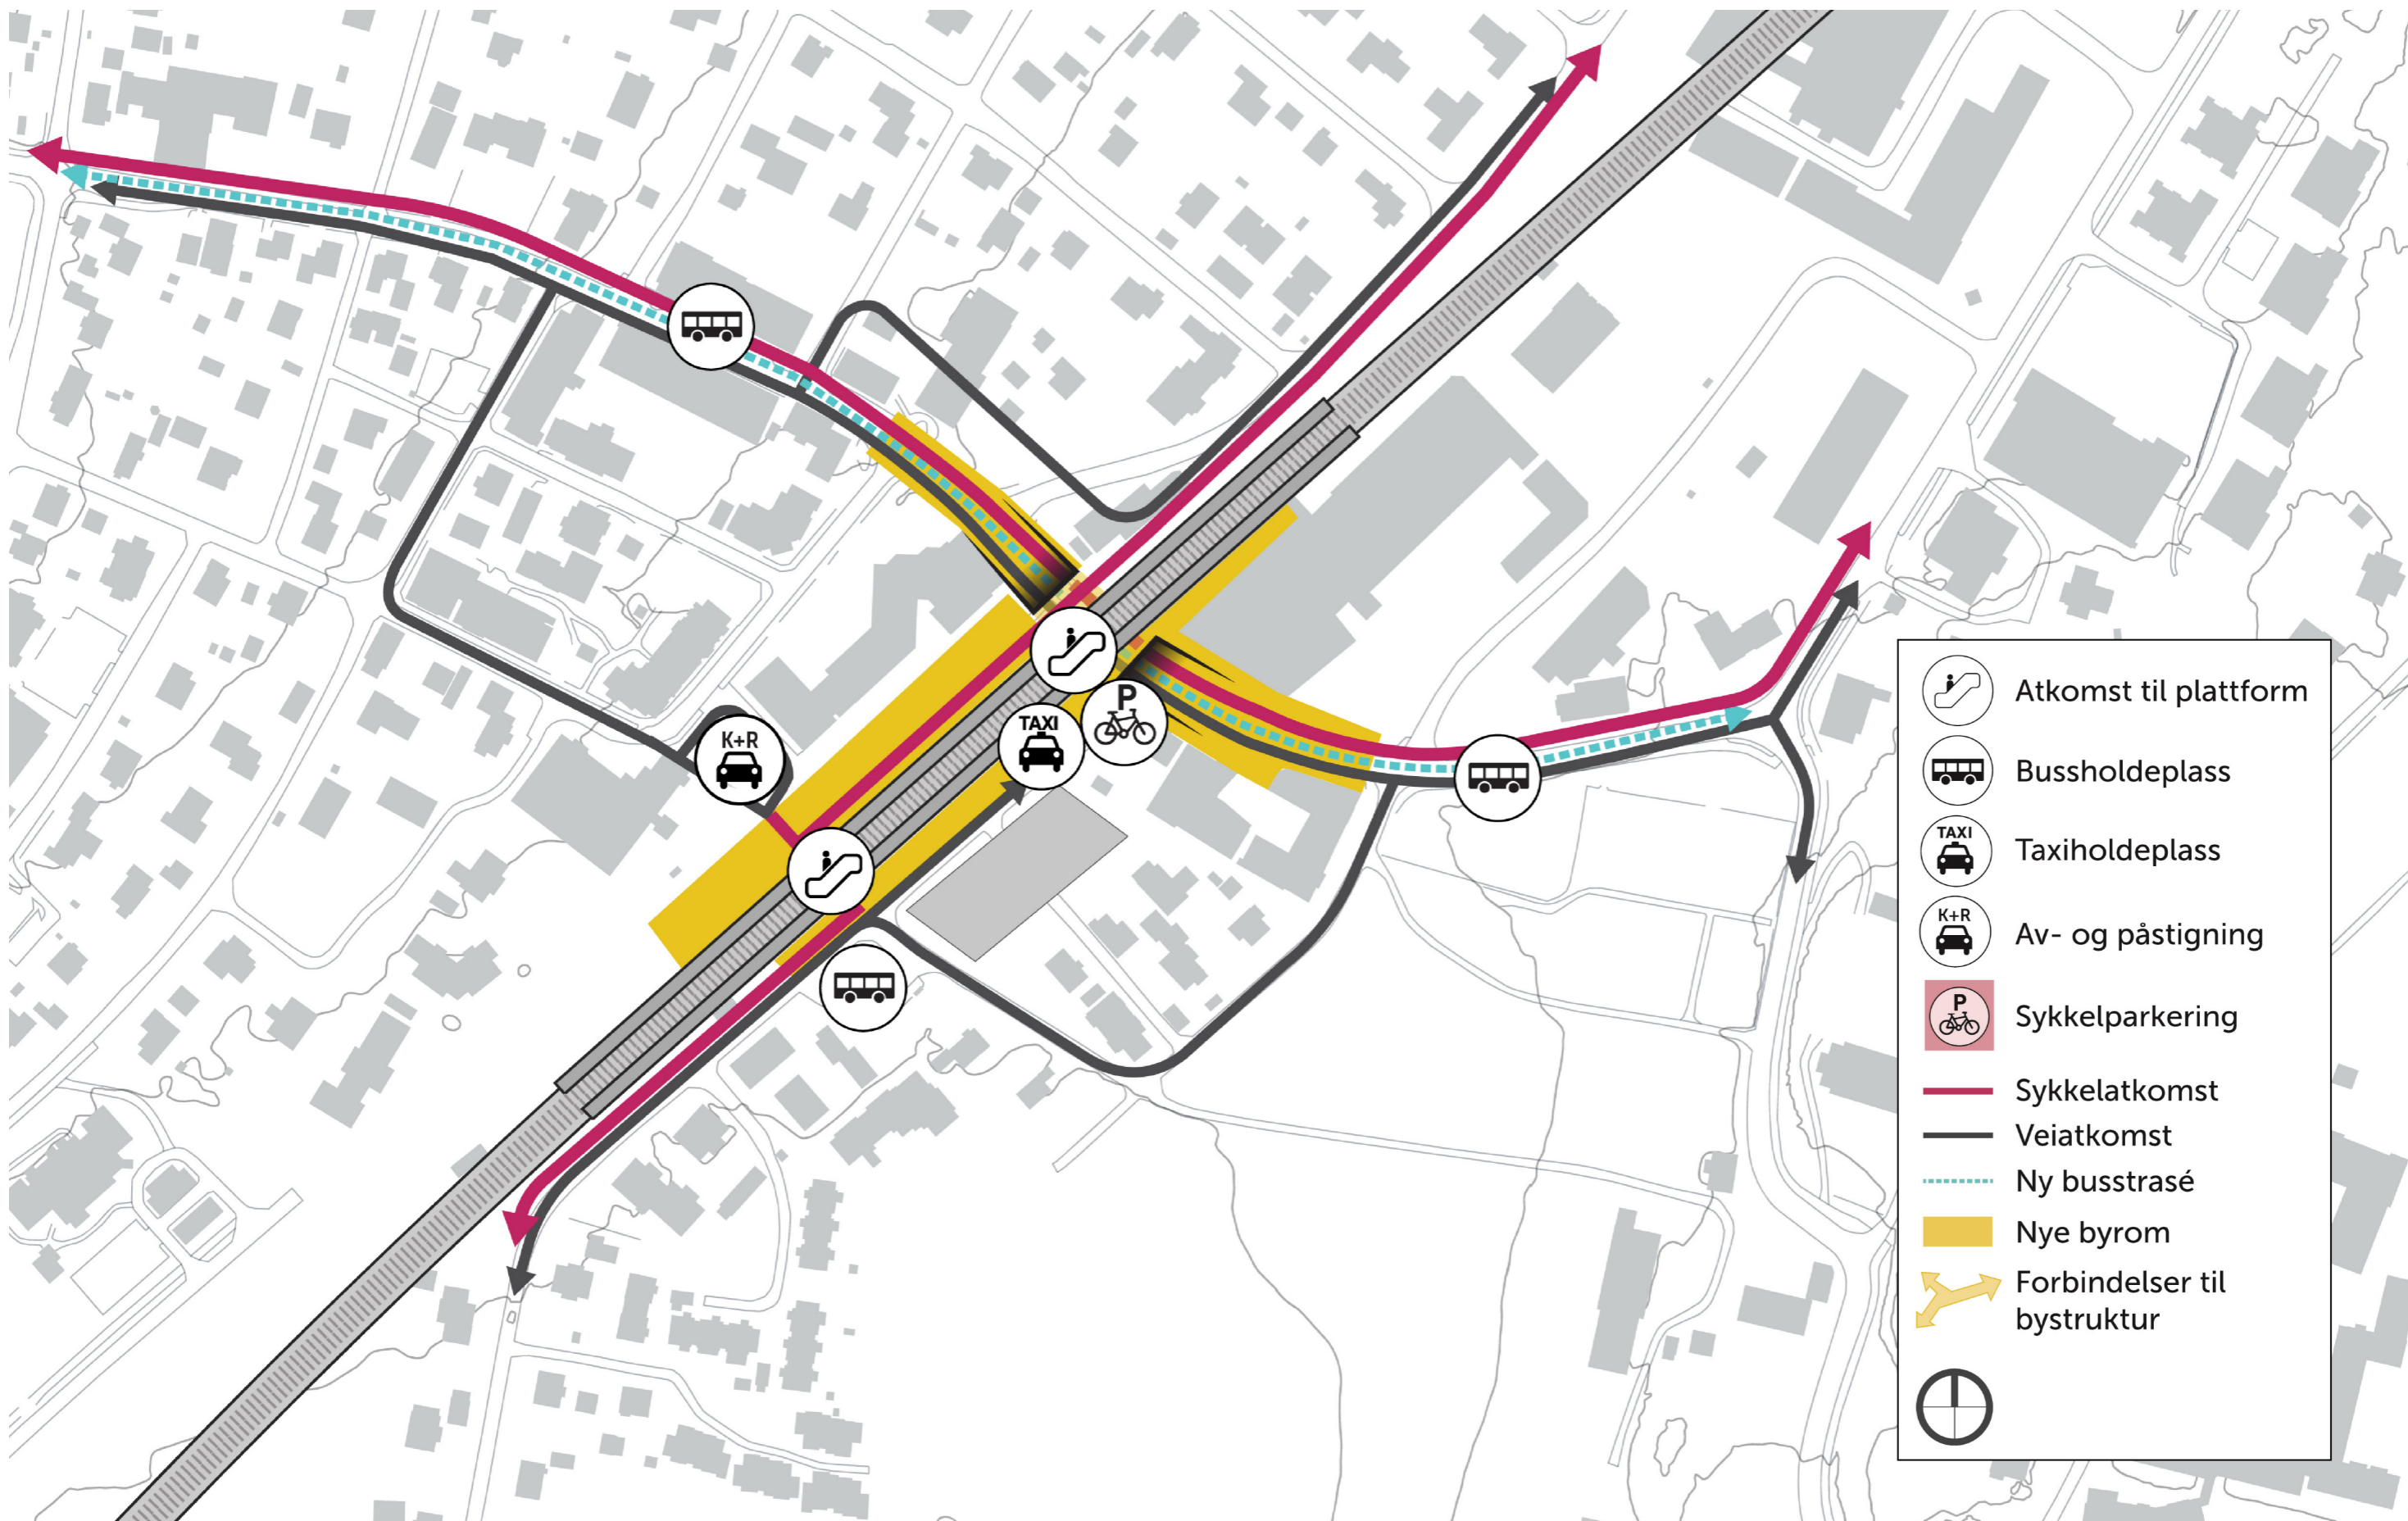 K+R
TAXI
P
Atkomst til plattform
Bussholdeplass
TAXI
Taxiholdeplass
K+R
Av- og påstigning
P
Sykkelparkering
Sykkelatkomst
Veiatkomst
Ny busstrasé
Nye byrom
Forbindelser til
bystruktur